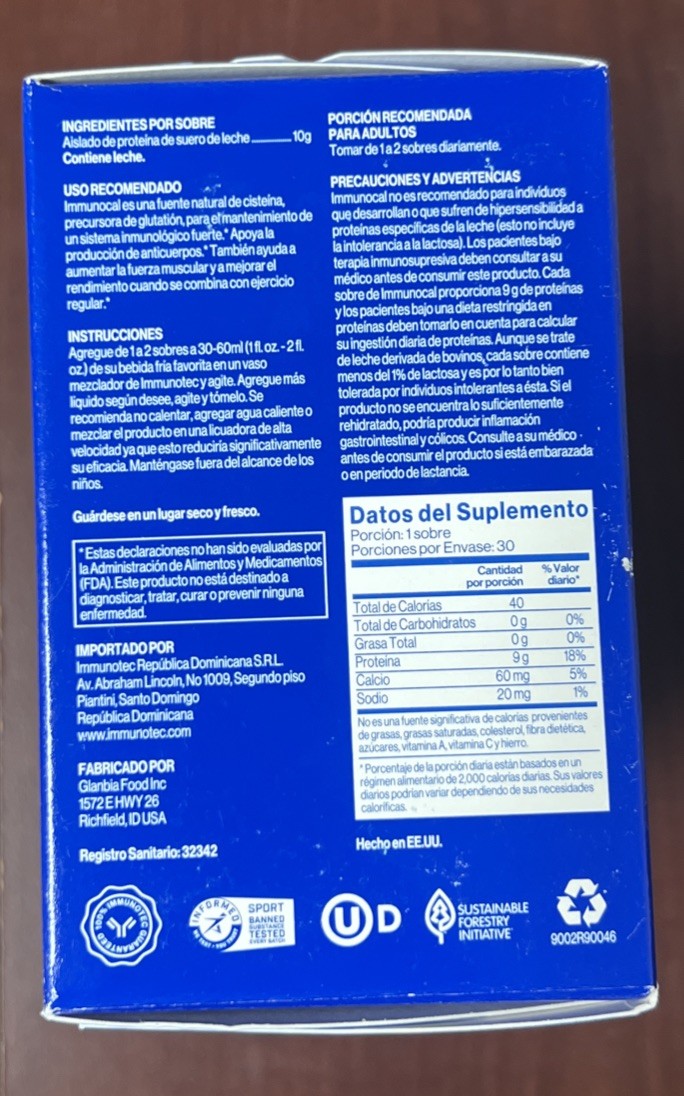 INGREDIENTES POR SOBRE
Aislado de proteína de suero de leche 10g
Contiene leche.
USO RECOMENDADO
Immunocal es una fuente natural de cisteína,
precursora de glutatión, para el mantenimiento de
un sistema inmunológico fuerte.* Apoya la
producción de anticuerpos.* También ayuda a
aumentar la fuerza muscular y a mejorar el
rendimiento cuando se combina con ejercicio
regular.*
INSTRUCCIONES
Agregue de 1 a 2 sobres a 30-60ml (1 fl. oz. - 2 fl.
oz.) de su bebida fría favorita en un vaso
mezclador de Immunotec y agite. Agregue más
líquido según desee, agite y tómelo. Se
recomienda no calentar, agregar agua caliente o
mezclar el producto en una licuadora de alta
velocidad ya que esto reduciría significativamente
su eficacia. Manténgase fuera del alcance de los
niños.
Guárdese en un lugar seco y fresco.
*Estas declaraciones no han sido evaluadas por
la Administración de Alimentos y Medicamentos
(FDA). Este producto no está destinado a
diagnosticar, tratar, curar o prevenir ninguna
enfermedad.
IMPORTADO POR
Immunotec República Dominicana S.R.L.
Av. Abraham Lincoln, No 1009, Segundo piso
Piantini, Santo Domingo
República Dominicana
www.immunotec.com
FABRICADO POR
Glanbia Food Inc
1572 E HWY 26
Richfield, ID USA
Registro Sanitario: 32342
PORCIÓN RECOMENDADA
PARA ADULTOS
Tomar de 1 a 2 sobres diariamente.
PRECAUCIONES Y ADVERTENCIAS
Immunocal no es recomendado para individuos
que desarrollan o que sufren de hipersensibilidad a
proteínas específicas de la leche (esto no incluye
la intolerancia a la lactosa). Los pacientes bajo
terapia inmunosupresiva deben consultar a su
médico antes de consumir este producto. Cada
sobre de Immunocal proporciona 9 g de proteínas
y los pacientes bajo una dieta restringida en
proteínas deben tomarlo en cuenta para calcular
su ingestión diaria de proteínas. Aunque se trate
de leche derivada de bovinos, cada sobre contiene
menos del 1% de lactosa y es por lo tanto bien
tolerada por individuos intolerantes a ésta. Si el
producto no se encuentra lo suficientemente
rehidratado, podría producir inflamación
gastrointestinal y cólicos. Consulte a su médico
antes de consumir el producto si está embarazada
o en periodo de lactancia.
Datos del Suplemento
Porción: 1 sobre
Porciones por Envase: 30
Cantidad por porción % Valor diario*
Total de Calorías 40
Total de Carbohidratos 0 g 0%
Grasa Total 0 g 0%
Proteína 9 g 18%
Calcio 60 mg 5%
Sodio 20 mg 1%
No es una fuente significativa de calorías provenientes
de grasas, grasas saturadas, colesterol, fibra dietética,
azúcares, vitamina A, vitamina C y hierro.
*Porcentaje de la porción diaria están basados en un
régimen alimentario de 2,000 calorías diarias. Sus valores
diarios podrían variar dependiendo de sus necesidades
caloríficas.
Hecho en EE.UU.
100% IMMUNOTEC GUARANTEED
INFORMED
SPORT
BANNED
SUBSTANCE
TESTED
EVERY BATCH
U D
SUSTAINABLE
FORESTRY
INITIATIVE
9002R90046